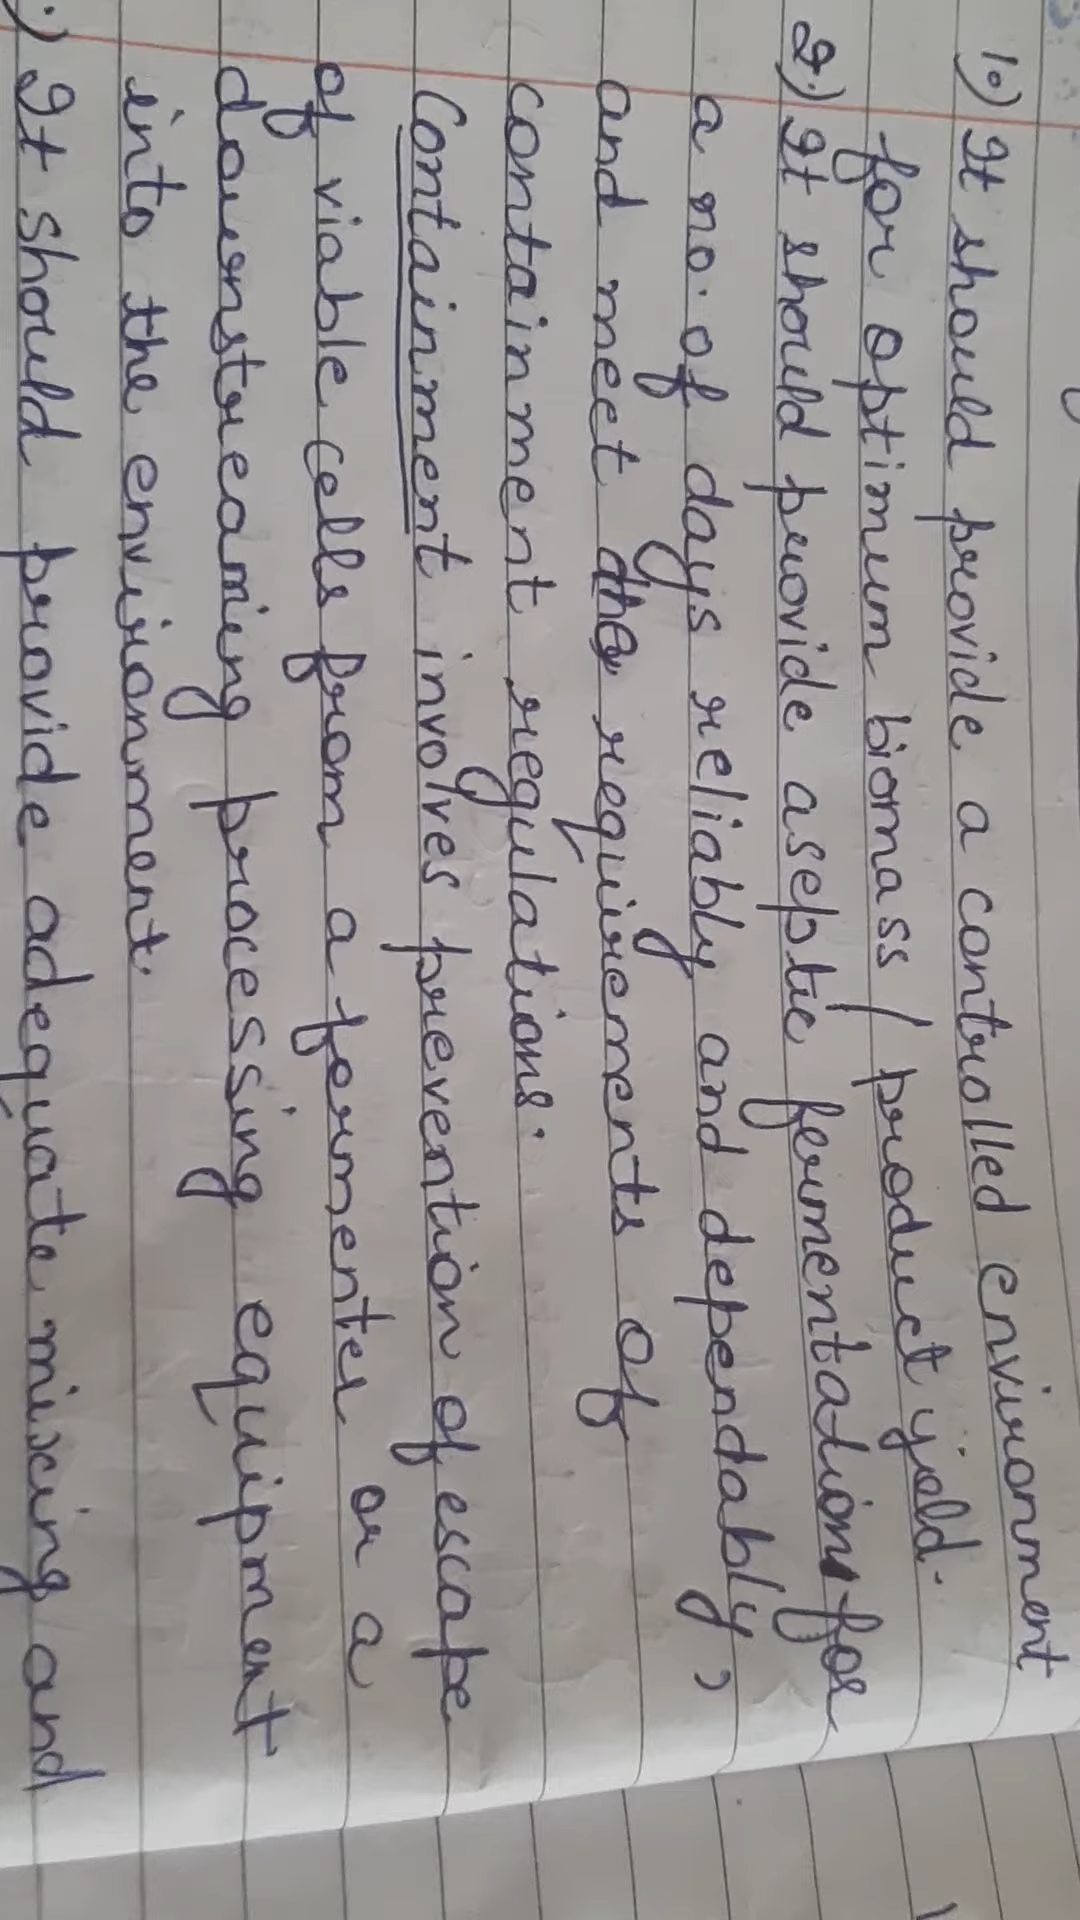 1.) It should provide a controlled environment
for optimum biomass / product yield.
2.) It should provide aseptic fermentation for
a no. of days reliably and dependably,
and meet the requirements of
containment regulations.
Containment involves prevention of escape
of viable cells from a fermenter or a
downstreaming processing equipment
into the environment.
.) It should provide adequate mixing and